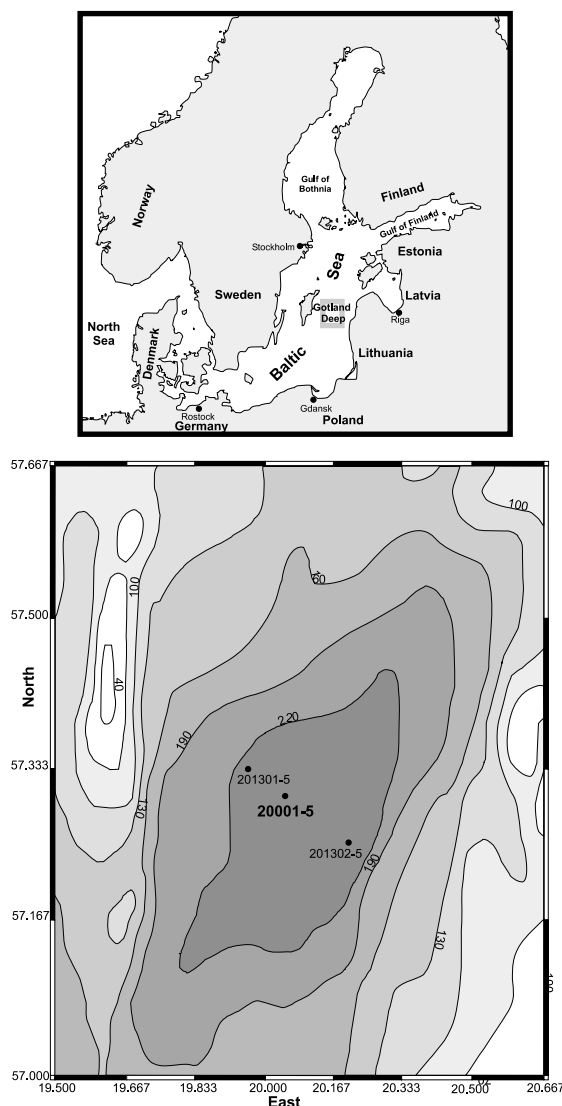 Gulf of
Bothnia
Finland
Norway
Gulf of Finland
Stockholm
Estonia
Sea
Sweden
Latvia
Gotland
Deep
Riga
North
Sea
Denmark
Lithuania
Baltic
Rostock
Gdansk
Germany
Poland
57.667
100
100
60
57.500
North
40
220
190
57.333
201301-5
130
20001-5
201302-5
190
57.167
130
57.000
19.500
19.667
19.833
20.000
20.167
20.333
20.500
20.667
East